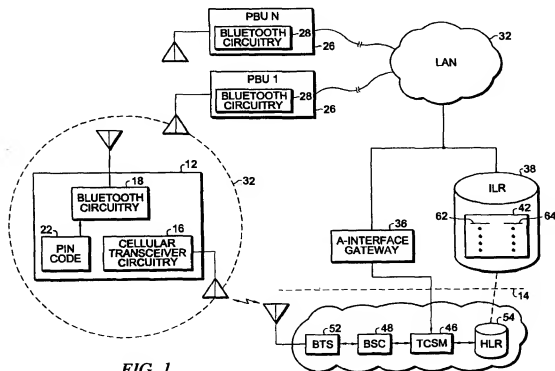 PBU N
BLUETOOTH
CIRCUITRY
28
26
PBU 1
BLUETOOTH
CIRCUITRY
28
26
32
LAN
12
18
BLUETOOTH
CIRCUITRY
22
PIN
CODE
16
CELLULAR
TRANSCEIVER
CIRCUITRY
32
36
A-INTERFACE
GATEWAY
38
ILR
42
62
64
14
52
BTS
48
BSC
46
TCSM
54
HLR
FIG. 1